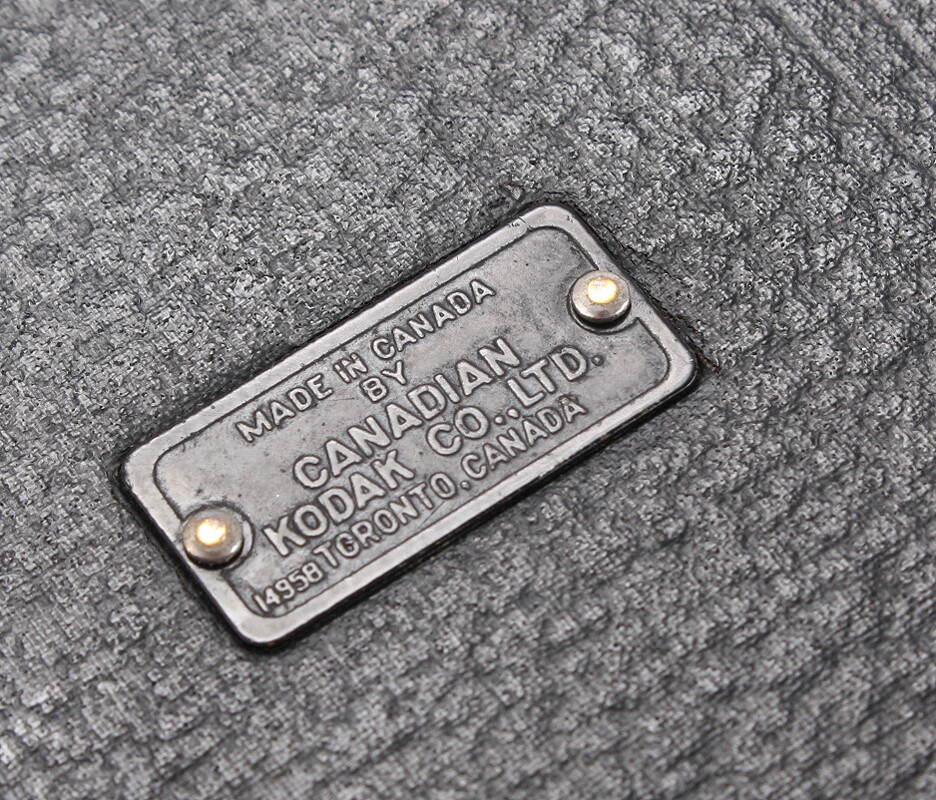 MADE IN CANADA
BY
CANADIAN
KODAK CO., LTD.
14958 TORONTO, CANADA